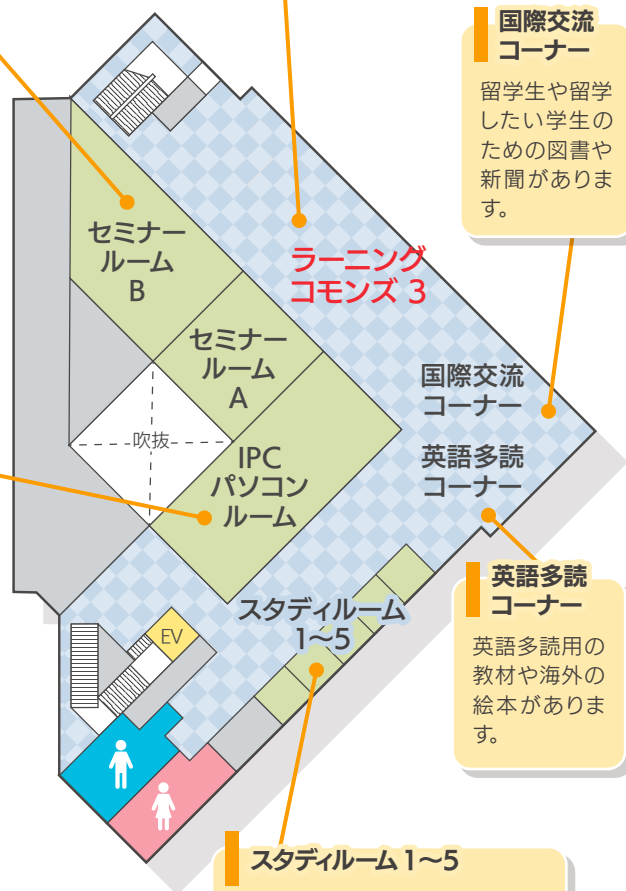 国際交流
コーナー
留学生や留学
したい学生の
ための図書や
新聞がありま
す。
セミナー
ルーム
B
ラーニング
コモンズ 3
セミナー
ルーム
A
国際交流
コーナー
吹抜
IPC
パソコン
ルーム
英語多読
コーナー
英語多読
コーナー
英語多読用の
教材や海外の
絵本がありま
す。
スタディルーム
1〜5
EV
スタディルーム 1〜5